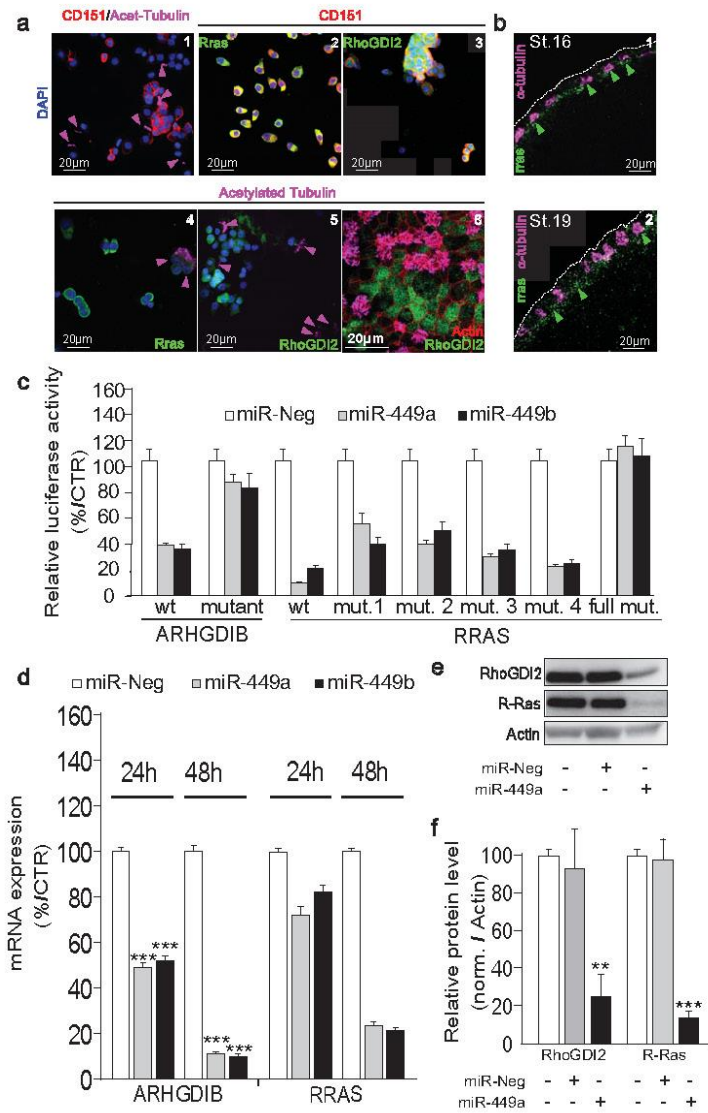 a
CD151/Acet-Tubulin
CD151
b
DAPI
1
20µm
Rras
2
20µm
RhoGDI2
3
20µm
rras α-tubulin
St.16
1
20µm
Acetylated Tubulin
4
20µm
Rras
5
20µm
RhoGDI2
6
20µm
Actin
RhoGDI2
rras α-tubulin
St.19
2
20µm
c
Relative luciferase activity
(%/CTR)
160
140
120
100
80
60
40
20
0
miR-Neg miR-449a miR-449b
wt mutant wt mut.1 mut. 2 mut. 3 mut. 4 full mut.
ARHGDIB RRAS
d
miR-Neg miR-449a miR-449b
mRNA expression
(%/CTR)
160
140
120
100
80
60
40
20
0
24h 48h 24h 48h
*** *** *** ***
ARHGDIB RRAS
e
RhoGDI2
R-Ras
Actin
miR-Neg - + -
miR-449a - - +
f
Relative protein level
(norm. / Actin)
100
80
60
40
20
0
** ***
RhoGDI2 R-Ras
miR-Neg - + - - + -
miR-449a - - + - - +